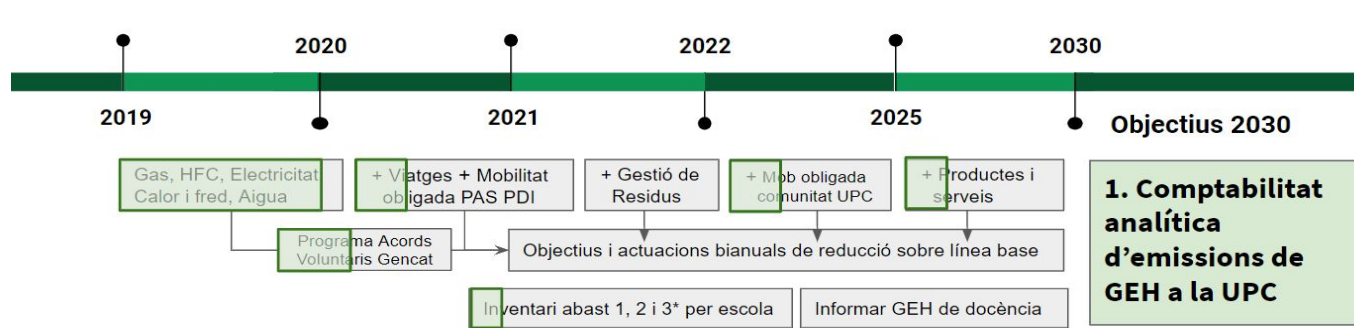 2020
2022
2030
2019
2021
2025
Objectius 2030
Gas, HFC, Electricitat
Calor i fred, Aigua
+ Viatges + Mobilitat
obligada PAS PDI
+ Gestió de
Residus
+ Mob obligada
comunitat UPC
+ Productes i
serveis
Programa Acords
Voluntaris Gencat
Objectius i actuacions bianuals de reducció sobre línea base
Inventari abast 1, 2 i 3* per escola
Informar GEH de docència
1. Comptabilitat
analítica
d'emissions de
GEH a la UPC